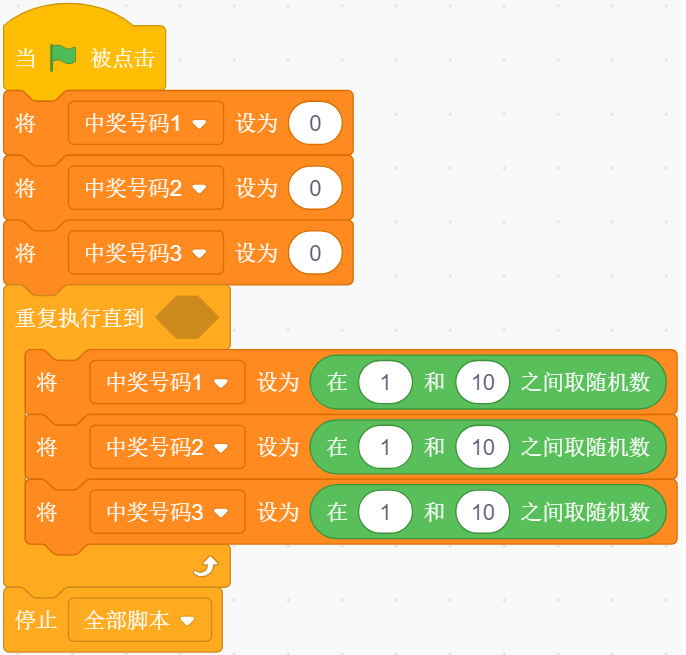 当 被点击
将 中奖号码1 设为 0
将 中奖号码2 设为 0
将 中奖号码3 设为 0
重复执行直到
将 中奖号码1 设为 在 1 和 10 之间取随机数
将 中奖号码2 设为 在 1 和 10 之间取随机数
将 中奖号码3 设为 在 1 和 10 之间取随机数
停止 全部脚本